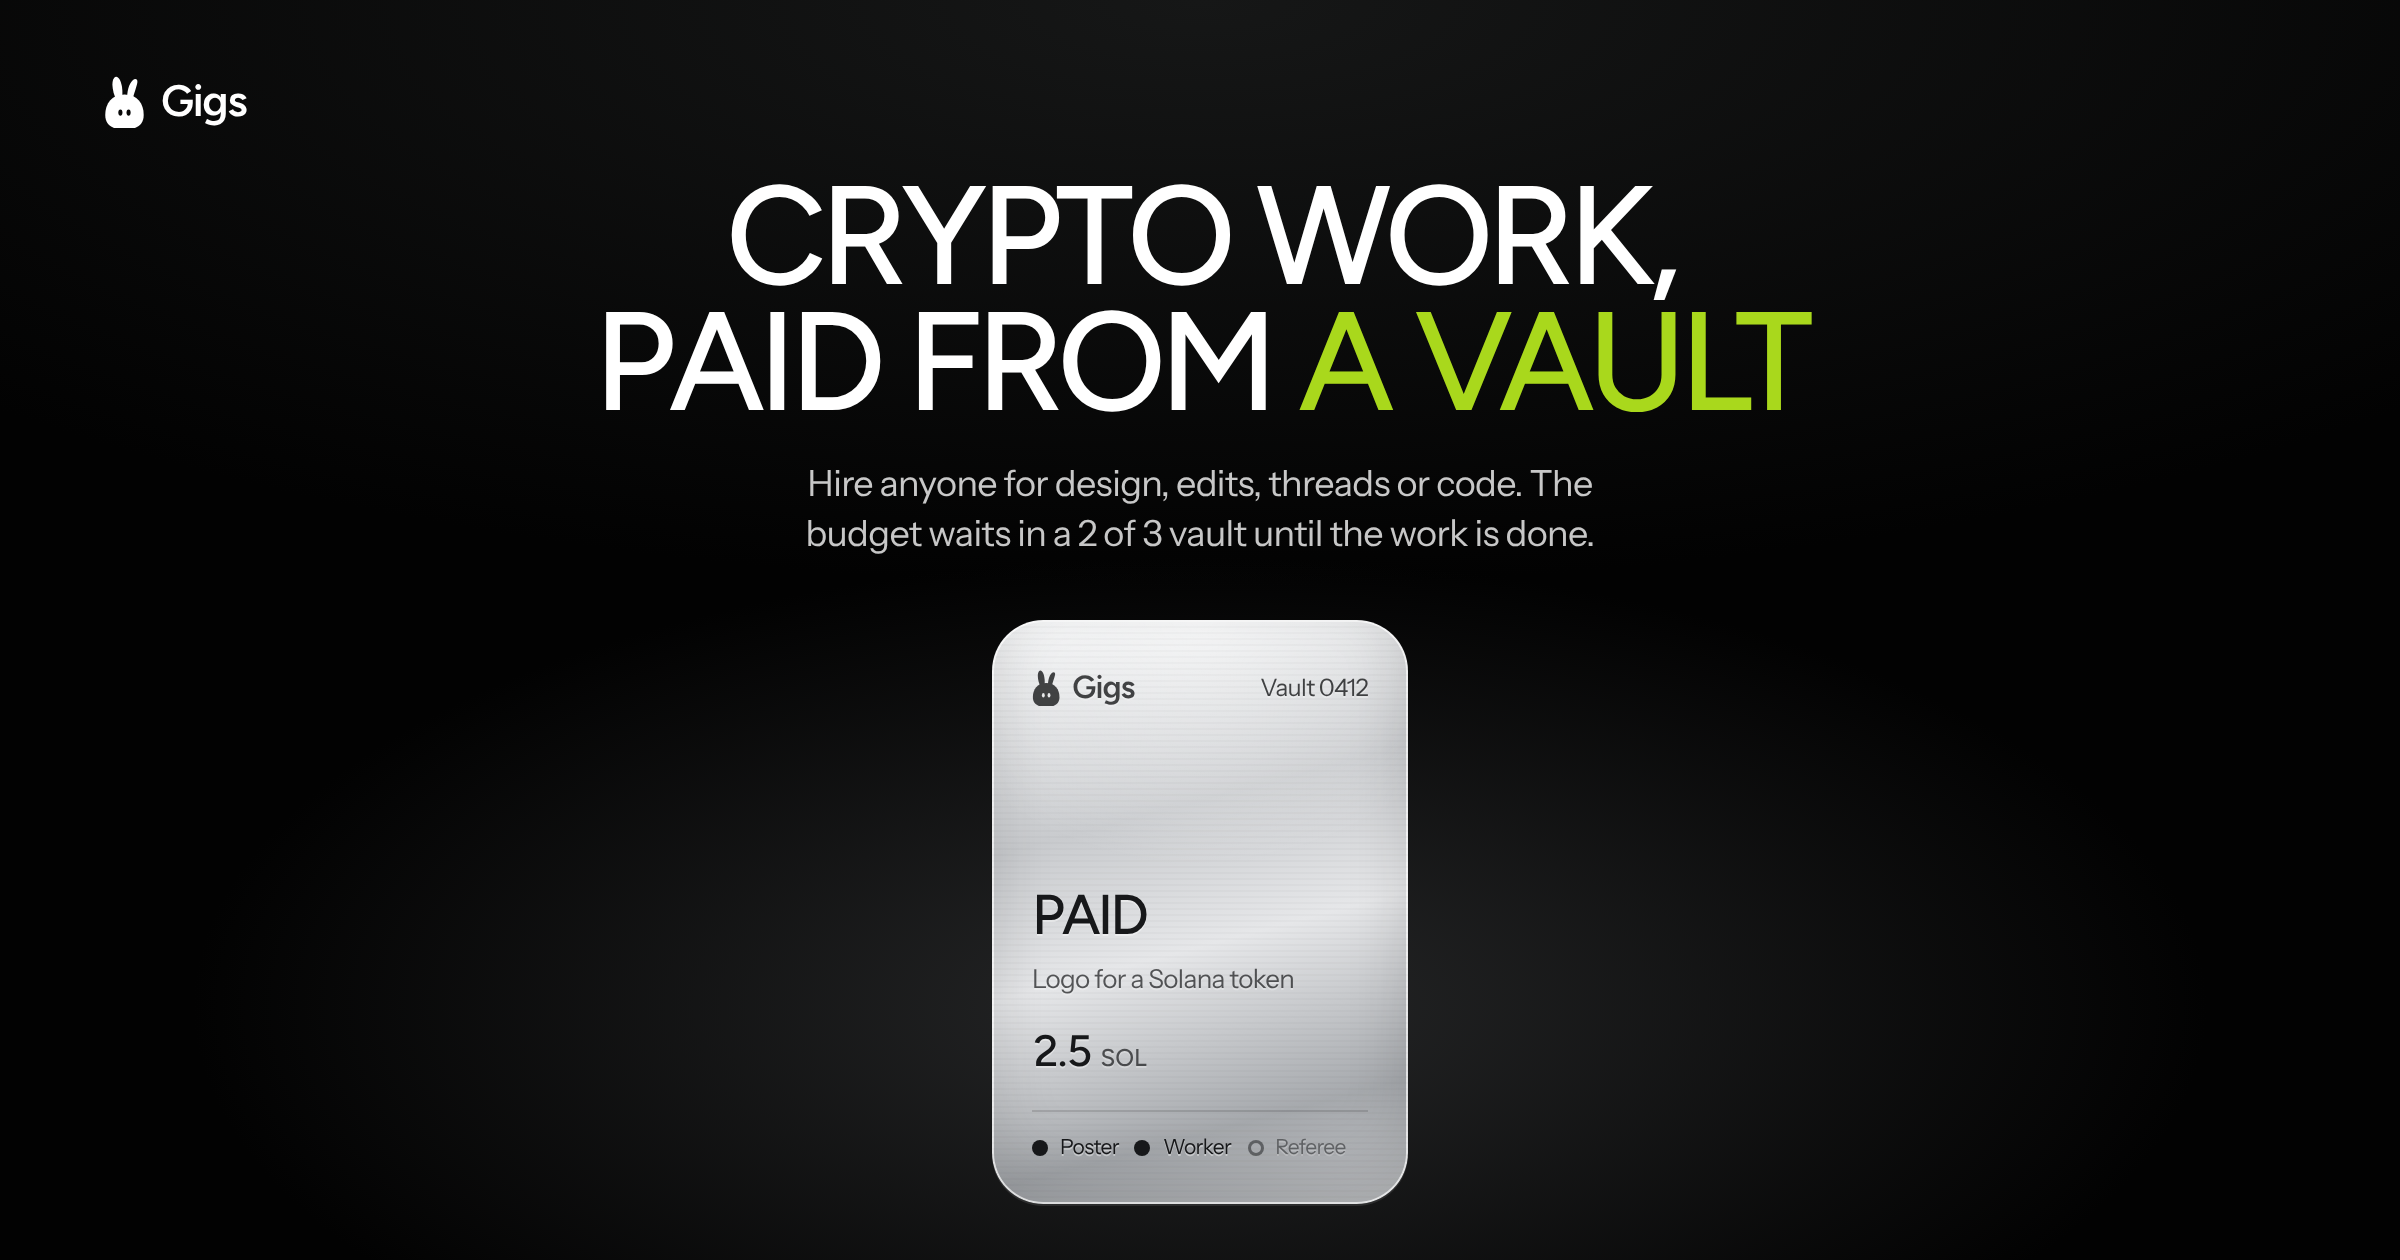 Gigs
CRYPTO WORK,
PAID FROM A VAULT
Hire anyone for design, edits, threads or code. The
budget waits in a 2 of 3 vault until the work is done.
Gigs Vault 0412
PAID
Logo for a Solana token
2.5 SOL
Poster Worker Referee